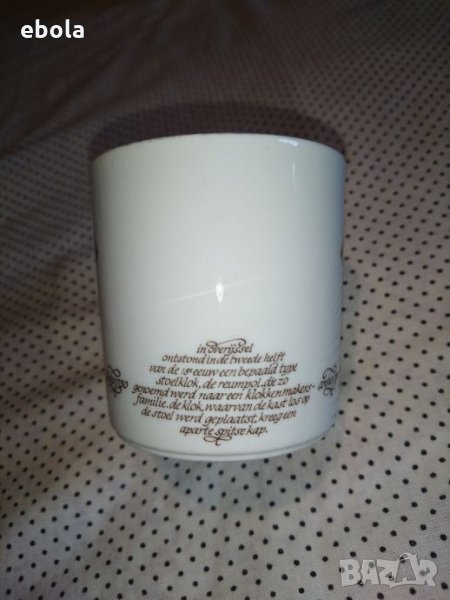 ebola
in overijssel
ontstond in de tweede helft
van de 18e eeuw een bepaald type
stoelklok, de reumpol, die zo
genoemd werd naar een klokkenmakers-
familie. de klok, waarvan de kast los op
de stoel werd geplaatst, kreeg een
aparte spitse kap.
BAZAR
bg